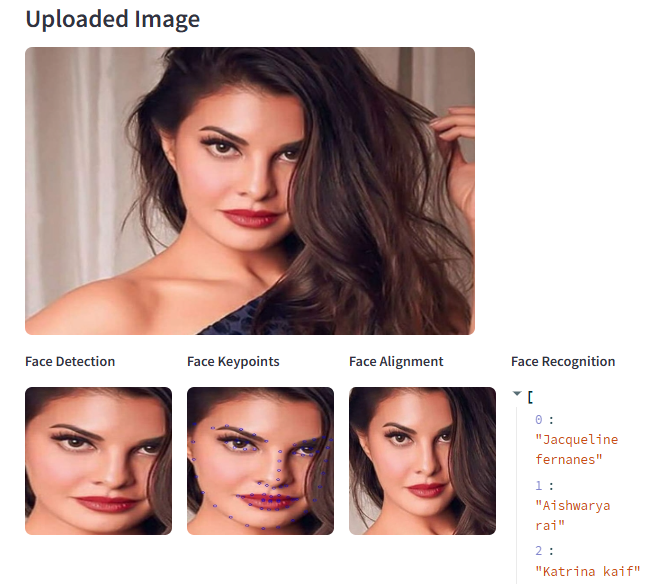 Uploaded Image
Face Detection
Face Keypoints
Face Alignment
Face Recognition
[
0 :
"Jacqueline
fernanes"
1 :
"Aishwarya
rai"
2 :
"Katrina kaif"